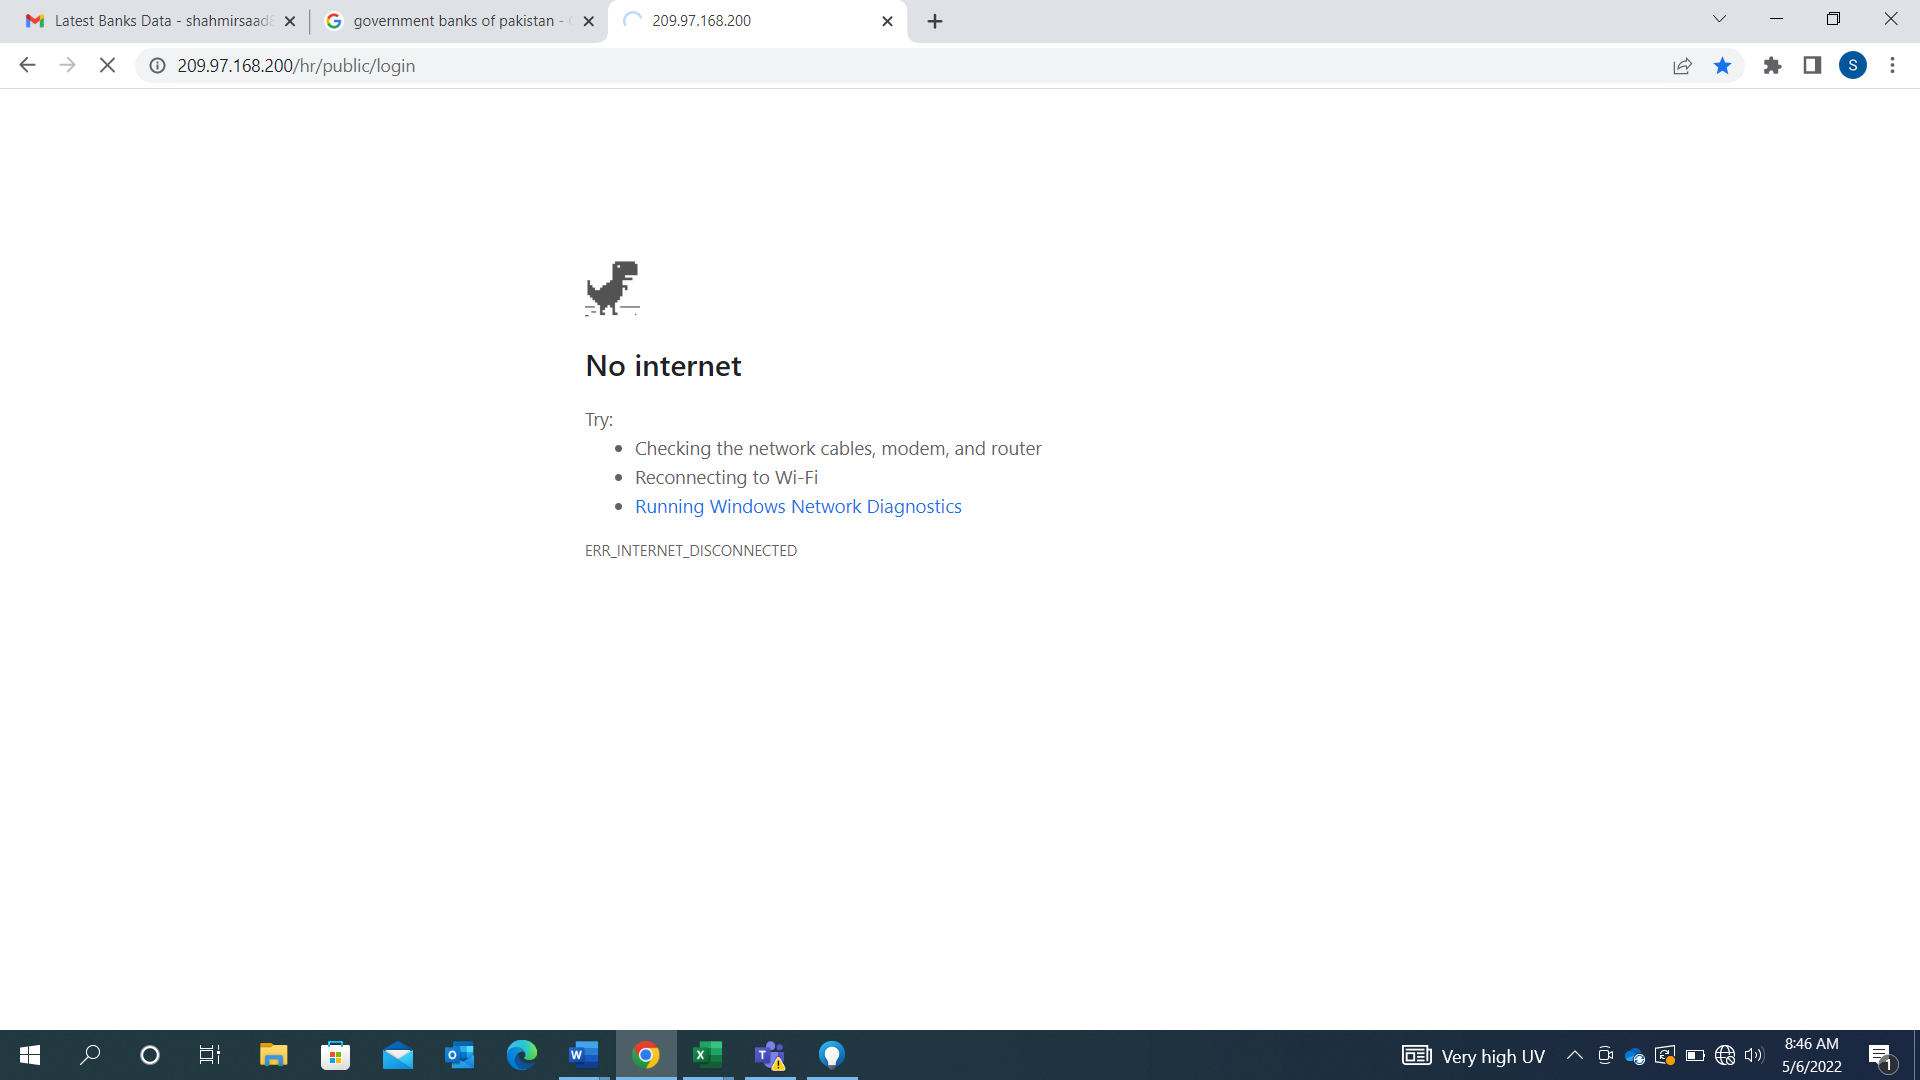 Latest Banks Data - shahmirsaad
government banks of pakistan -
209.97.168.200
209.97.168.200/hr/public/login
S
No internet
Try:
Checking the network cables, modem, and router
Reconnecting to Wi-Fi
Running Windows Network Diagnostics
ERR_INTERNET_DISCONNECTED
Very high UV
8:46 AM
5/6/2022
1